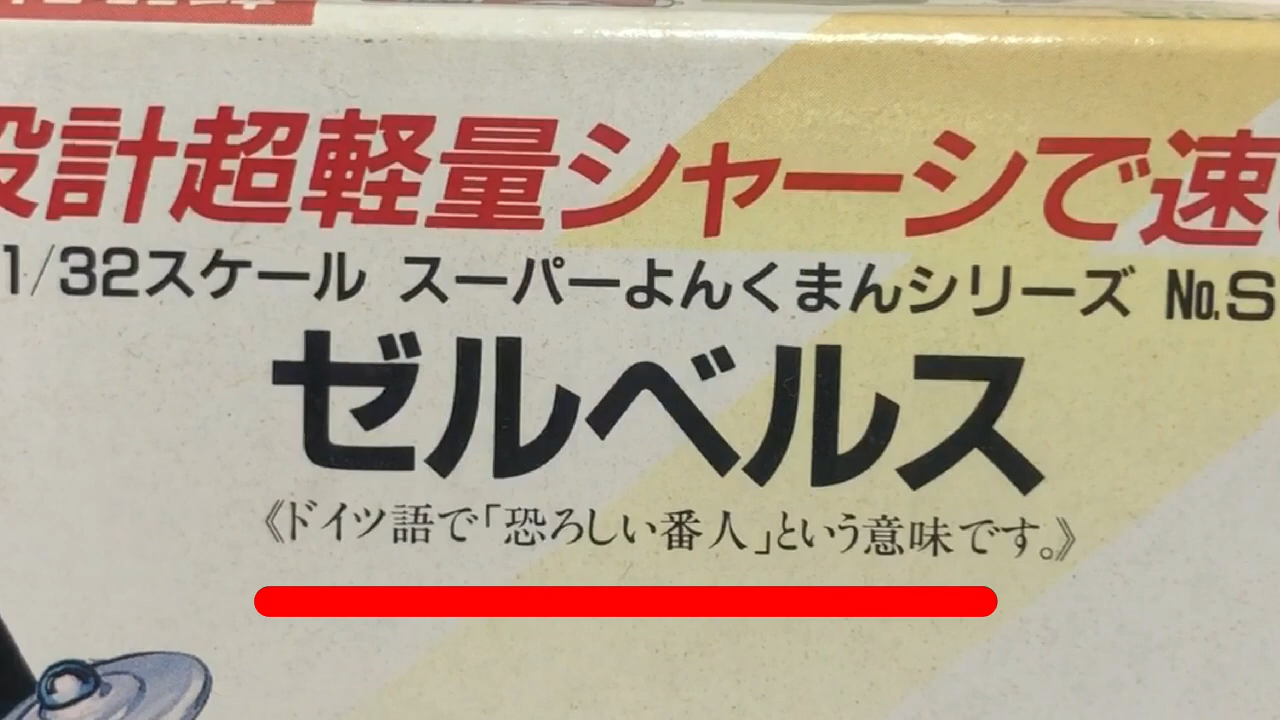 設計超軽量シャーシで速
1/32スケール スーパーよんくまんシリーズ No.S
ゼルベルス
《ドイツ語で「恐ろしい番人」という意味です。》